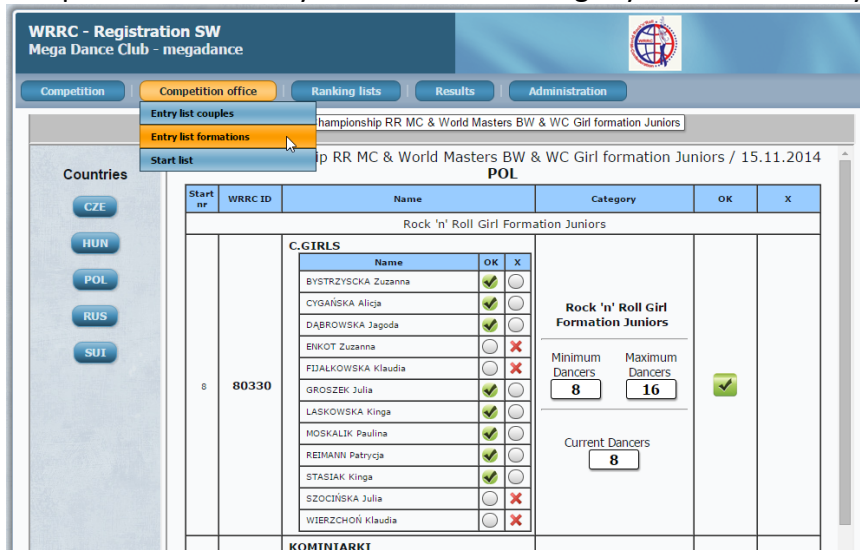 WRRC - Registration SW
Mega Dance Club - megadance
Competition
Competition office
Ranking lists
Results
Administration
Entry list couples
Entry list formations
Start list
hampionship RR MC & World Masters BW & WC Girl formation Juniors
ip RR MC & World Masters BW & WC Girl formation Juniors / 15.11.2014
POL
Countries
CZE
HUN
POL
RUS
SUI
Start nr WRRC ID Name Category OK X
Rock 'n' Roll Girl Formation Juniors
8 80330
C.GIRLS
Name OK X
BYSTRZYSCKA Zuzanna
CYGAŃSKA Alicja
DĄBROWSKA Jagoda
ENKOT Zuzanna
FIJAŁKOWSKA Klaudia
GROSZEK Julia
LASKOWSKA Kinga
MOSKALIK Paulina
REIMANN Patrycja
STASIAK Kinga
SZOCIŃSKA Julia
WIERZCHOŃ Klaudia
Rock 'n' Roll Girl
Formation Juniors
Minimum Maximum
Dancers Dancers
8 16
Current Dancers
8
KOMINIARKI